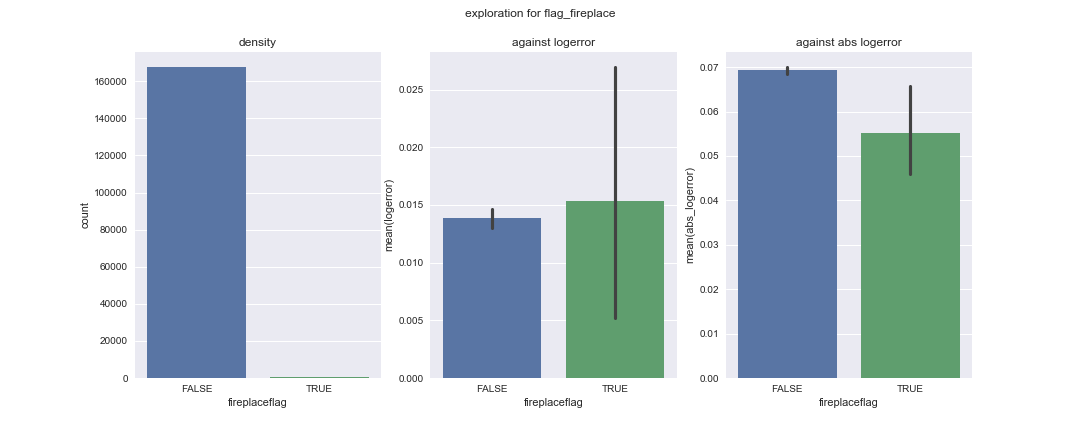 exploration for flag_fireplace
density
count
160000
140000
120000
100000
80000
60000
40000
20000
0
FALSE TRUE
fireplaceflag
against logerror
mean(logerror)
0.025
0.020
0.015
0.010
0.005
0.000
FALSE TRUE
fireplaceflag
against abs logerror
mean(abs_logerror)
0.07
0.06
0.05
0.04
0.03
0.02
0.01
0.00
FALSE TRUE
fireplaceflag